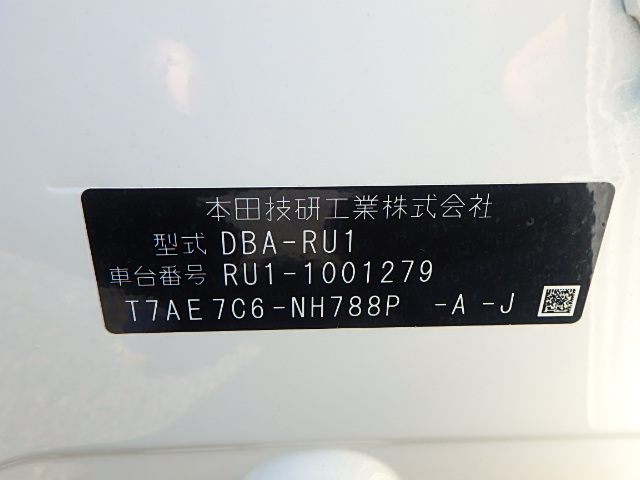 本田技研工業株式会社
型式 DBA-RU1
車台番号 RU1-1001279
T7AE7C6-NH788P -A -J